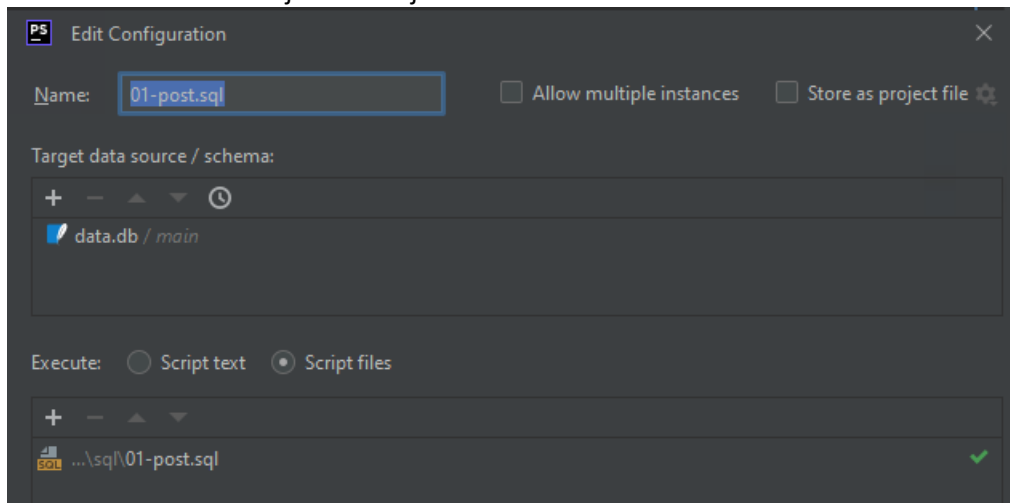 PS Edit Configuration
Name: 01-post.sql Allow multiple instances Store as project file
Target data source / schema:
data.db / main
Execute: Script text Script files
SQL ...\sql\01-post.sql